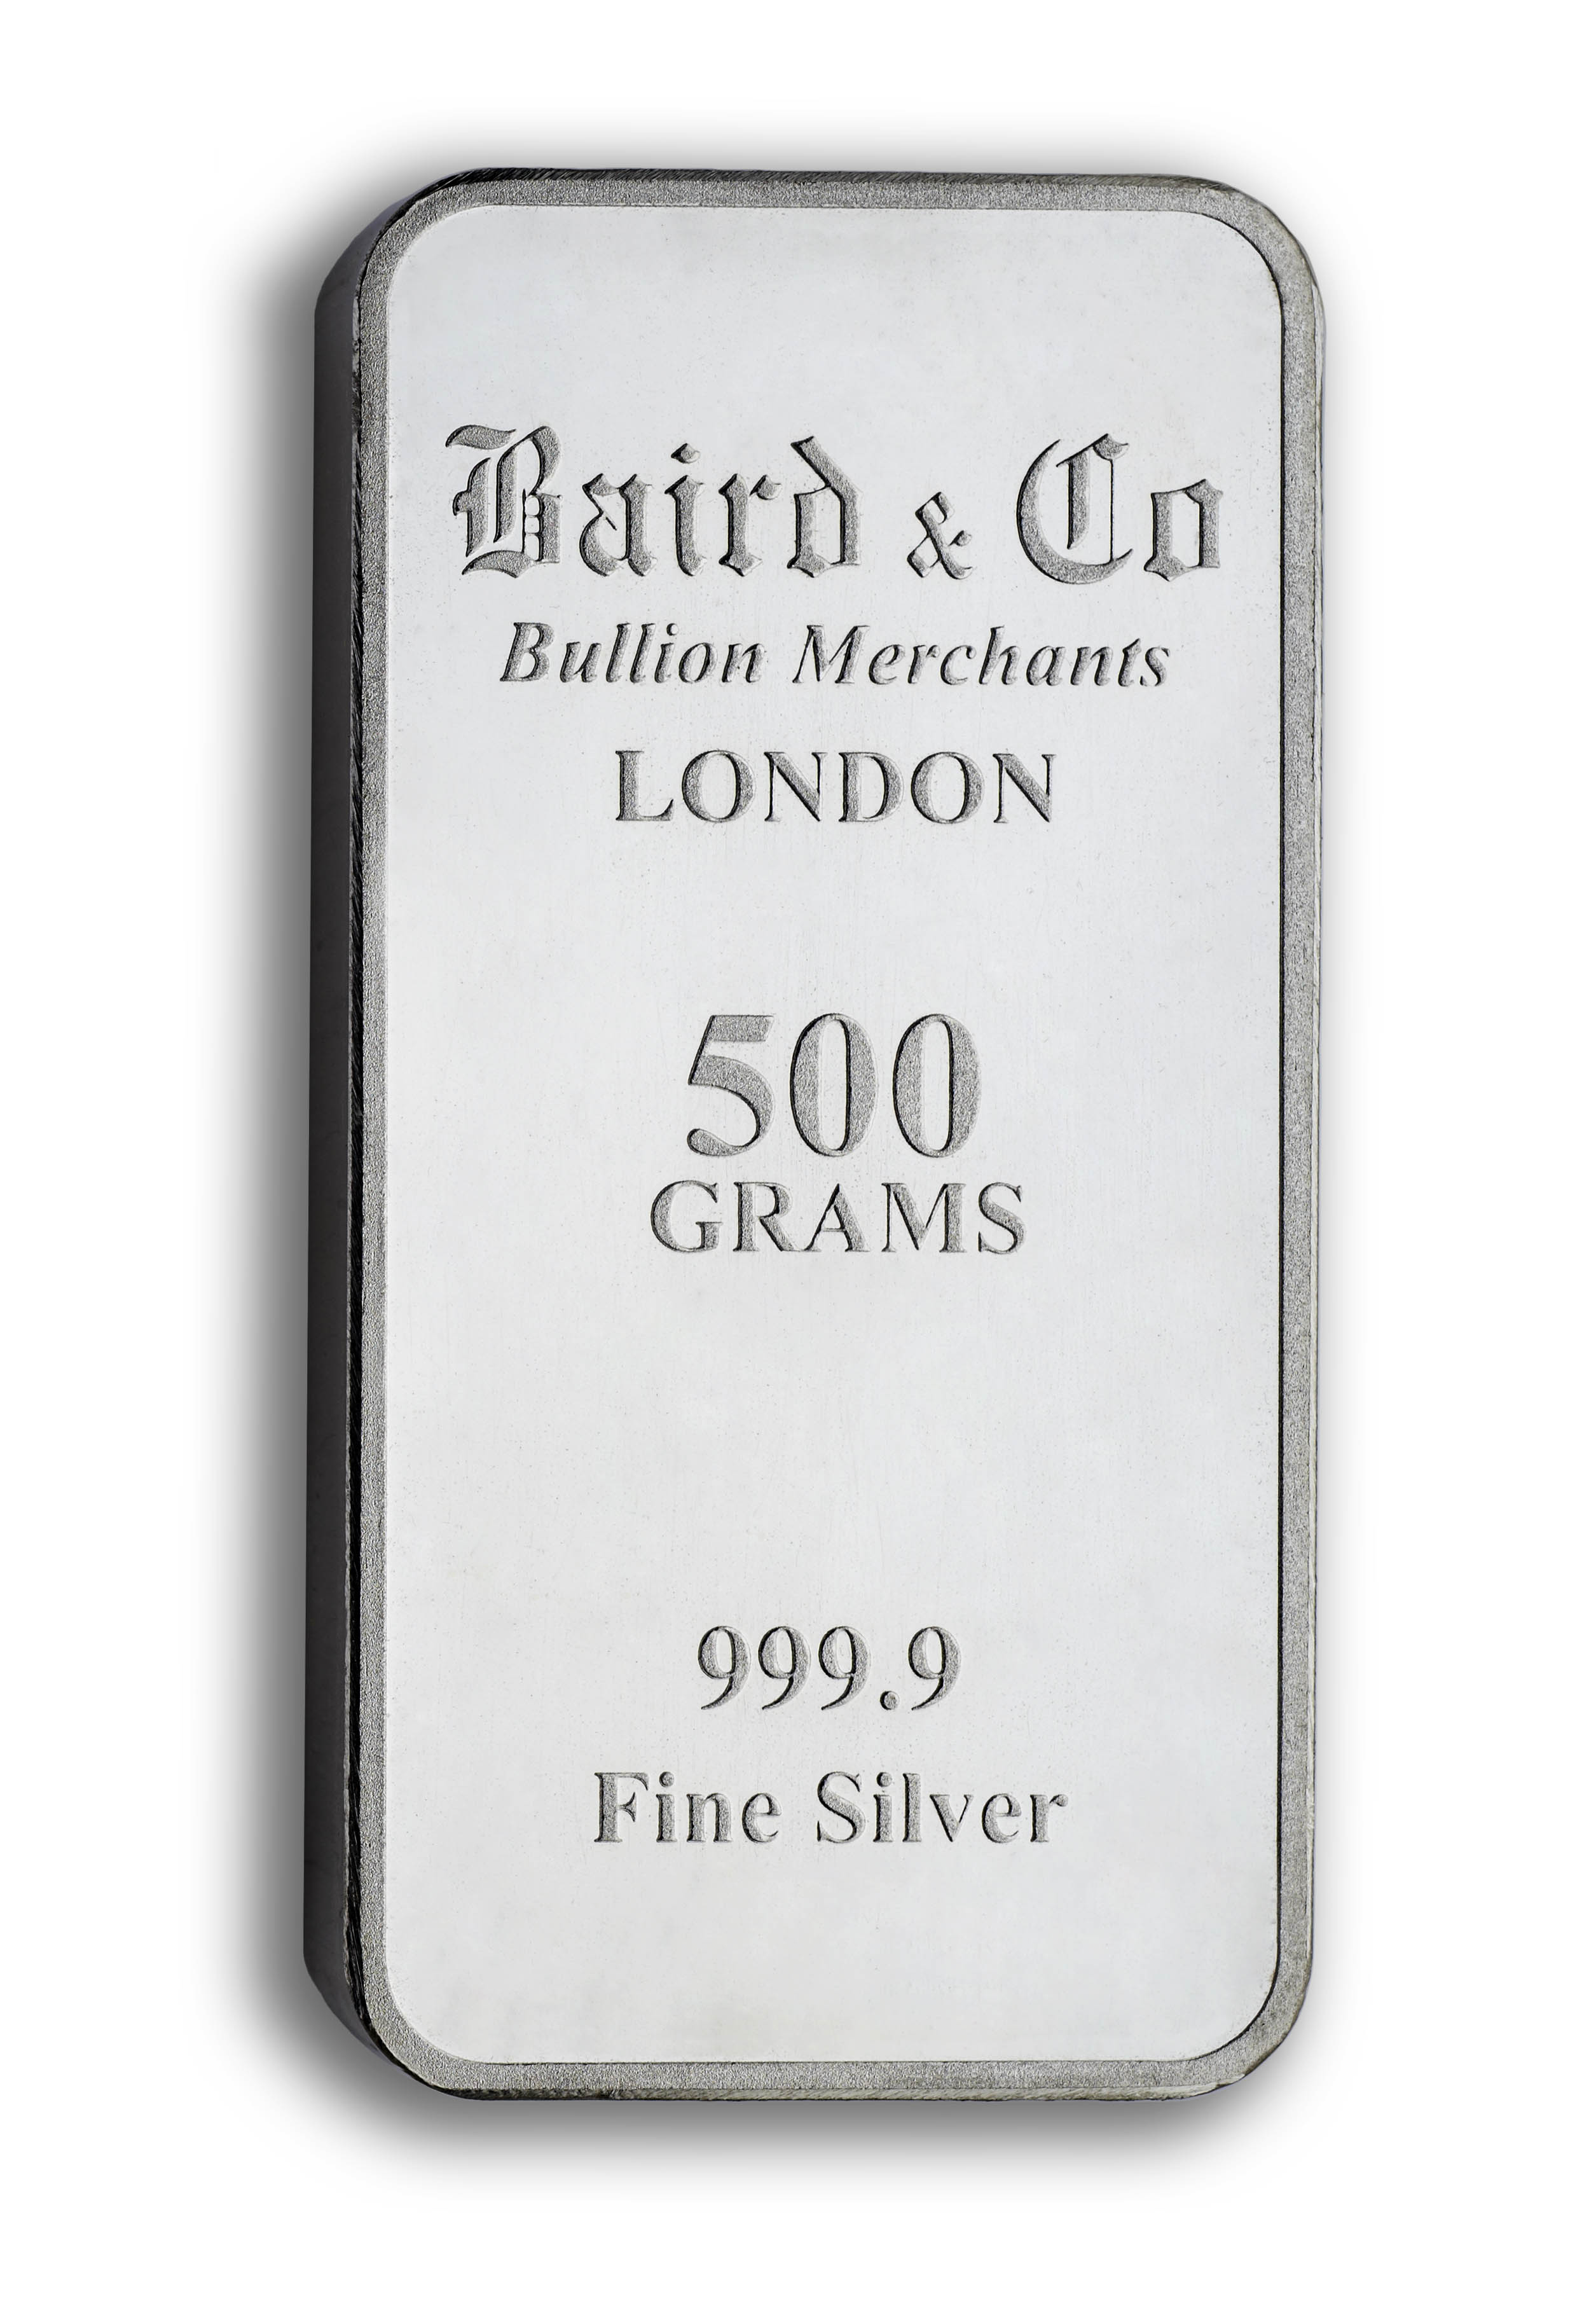 Baird & Co
Bullion Merchants
LONDON
500
GRAMS
999.9
Fine Silver